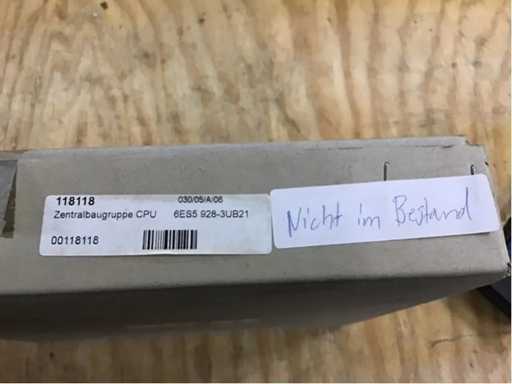 118118 030/05/A/06
Zentralbaugruppe CPU 6ES5 928-3UB21
00118118
Nicht im Bestand